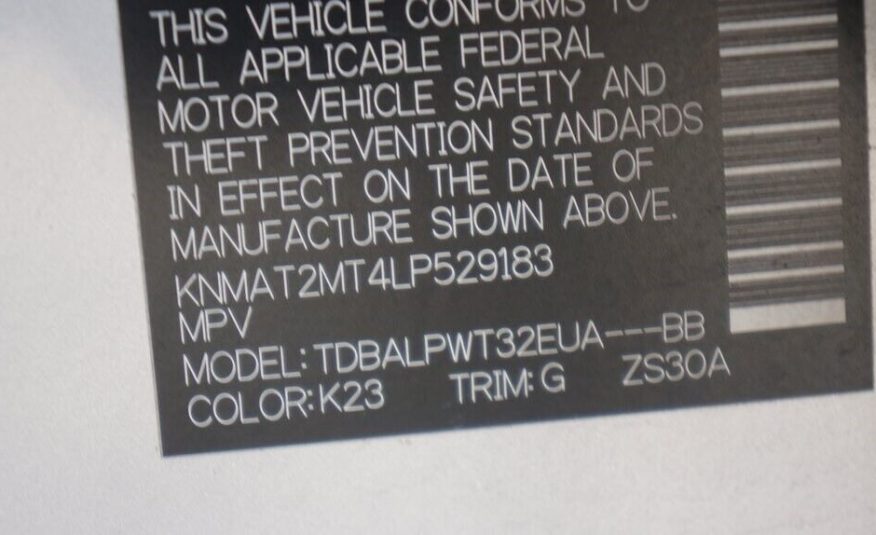 THIS VEHICLE CONFORMS TO
ALL APPLICABLE FEDERAL
MOTOR VEHICLE SAFETY AND
THEFT PREVENTION STANDARDS
IN EFFECT ON THE DATE OF
MANUFACTURE SHOWN ABOVE.
KNMAT2MT4LP529183
MPV
MODEL: TDBALPWT32EUA---BB
COLOR: K23 TRIM: G ZS30A